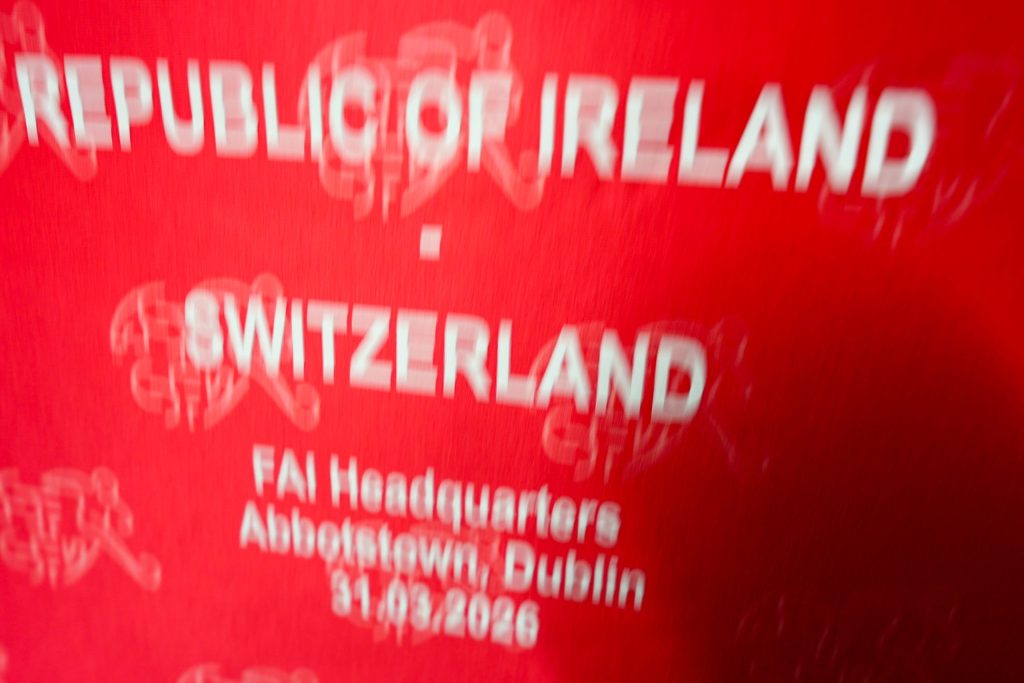 REPUBLIC OF IRELAND
-
SWITZERLAND
FAI Headquarters
Abbotstown, Dublin
31.03.2026